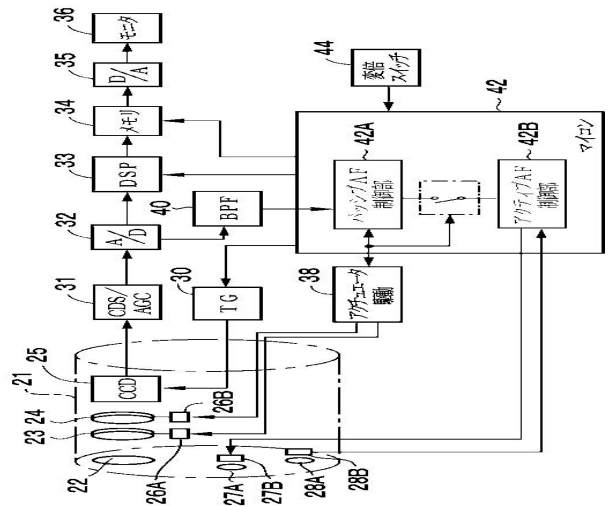 36
モニタ
35
D/A
34
メモリ
33
DSP
32
A/D
31
CDS/
AGC
25
CCD
21
24
23
22
26A
26B
27A
27B
28A
28B
30
TG
40
BPF
38
アクチュエータ
駆動
44
変倍
スイッチ
42
マイコン
42A
パッシブAF
制御部
42B
アクティブAF
制御部